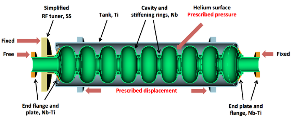 Simplified
RF tuner, SS
Tank, Ti
Cavity and
stiffening rings, Nb
Helium surface
Prescribed pressure
Fixed
Free
Fixed
End flange and
plate, Nb-Ti
Prescribed displacement
End plate and
flange, Nb-Ti